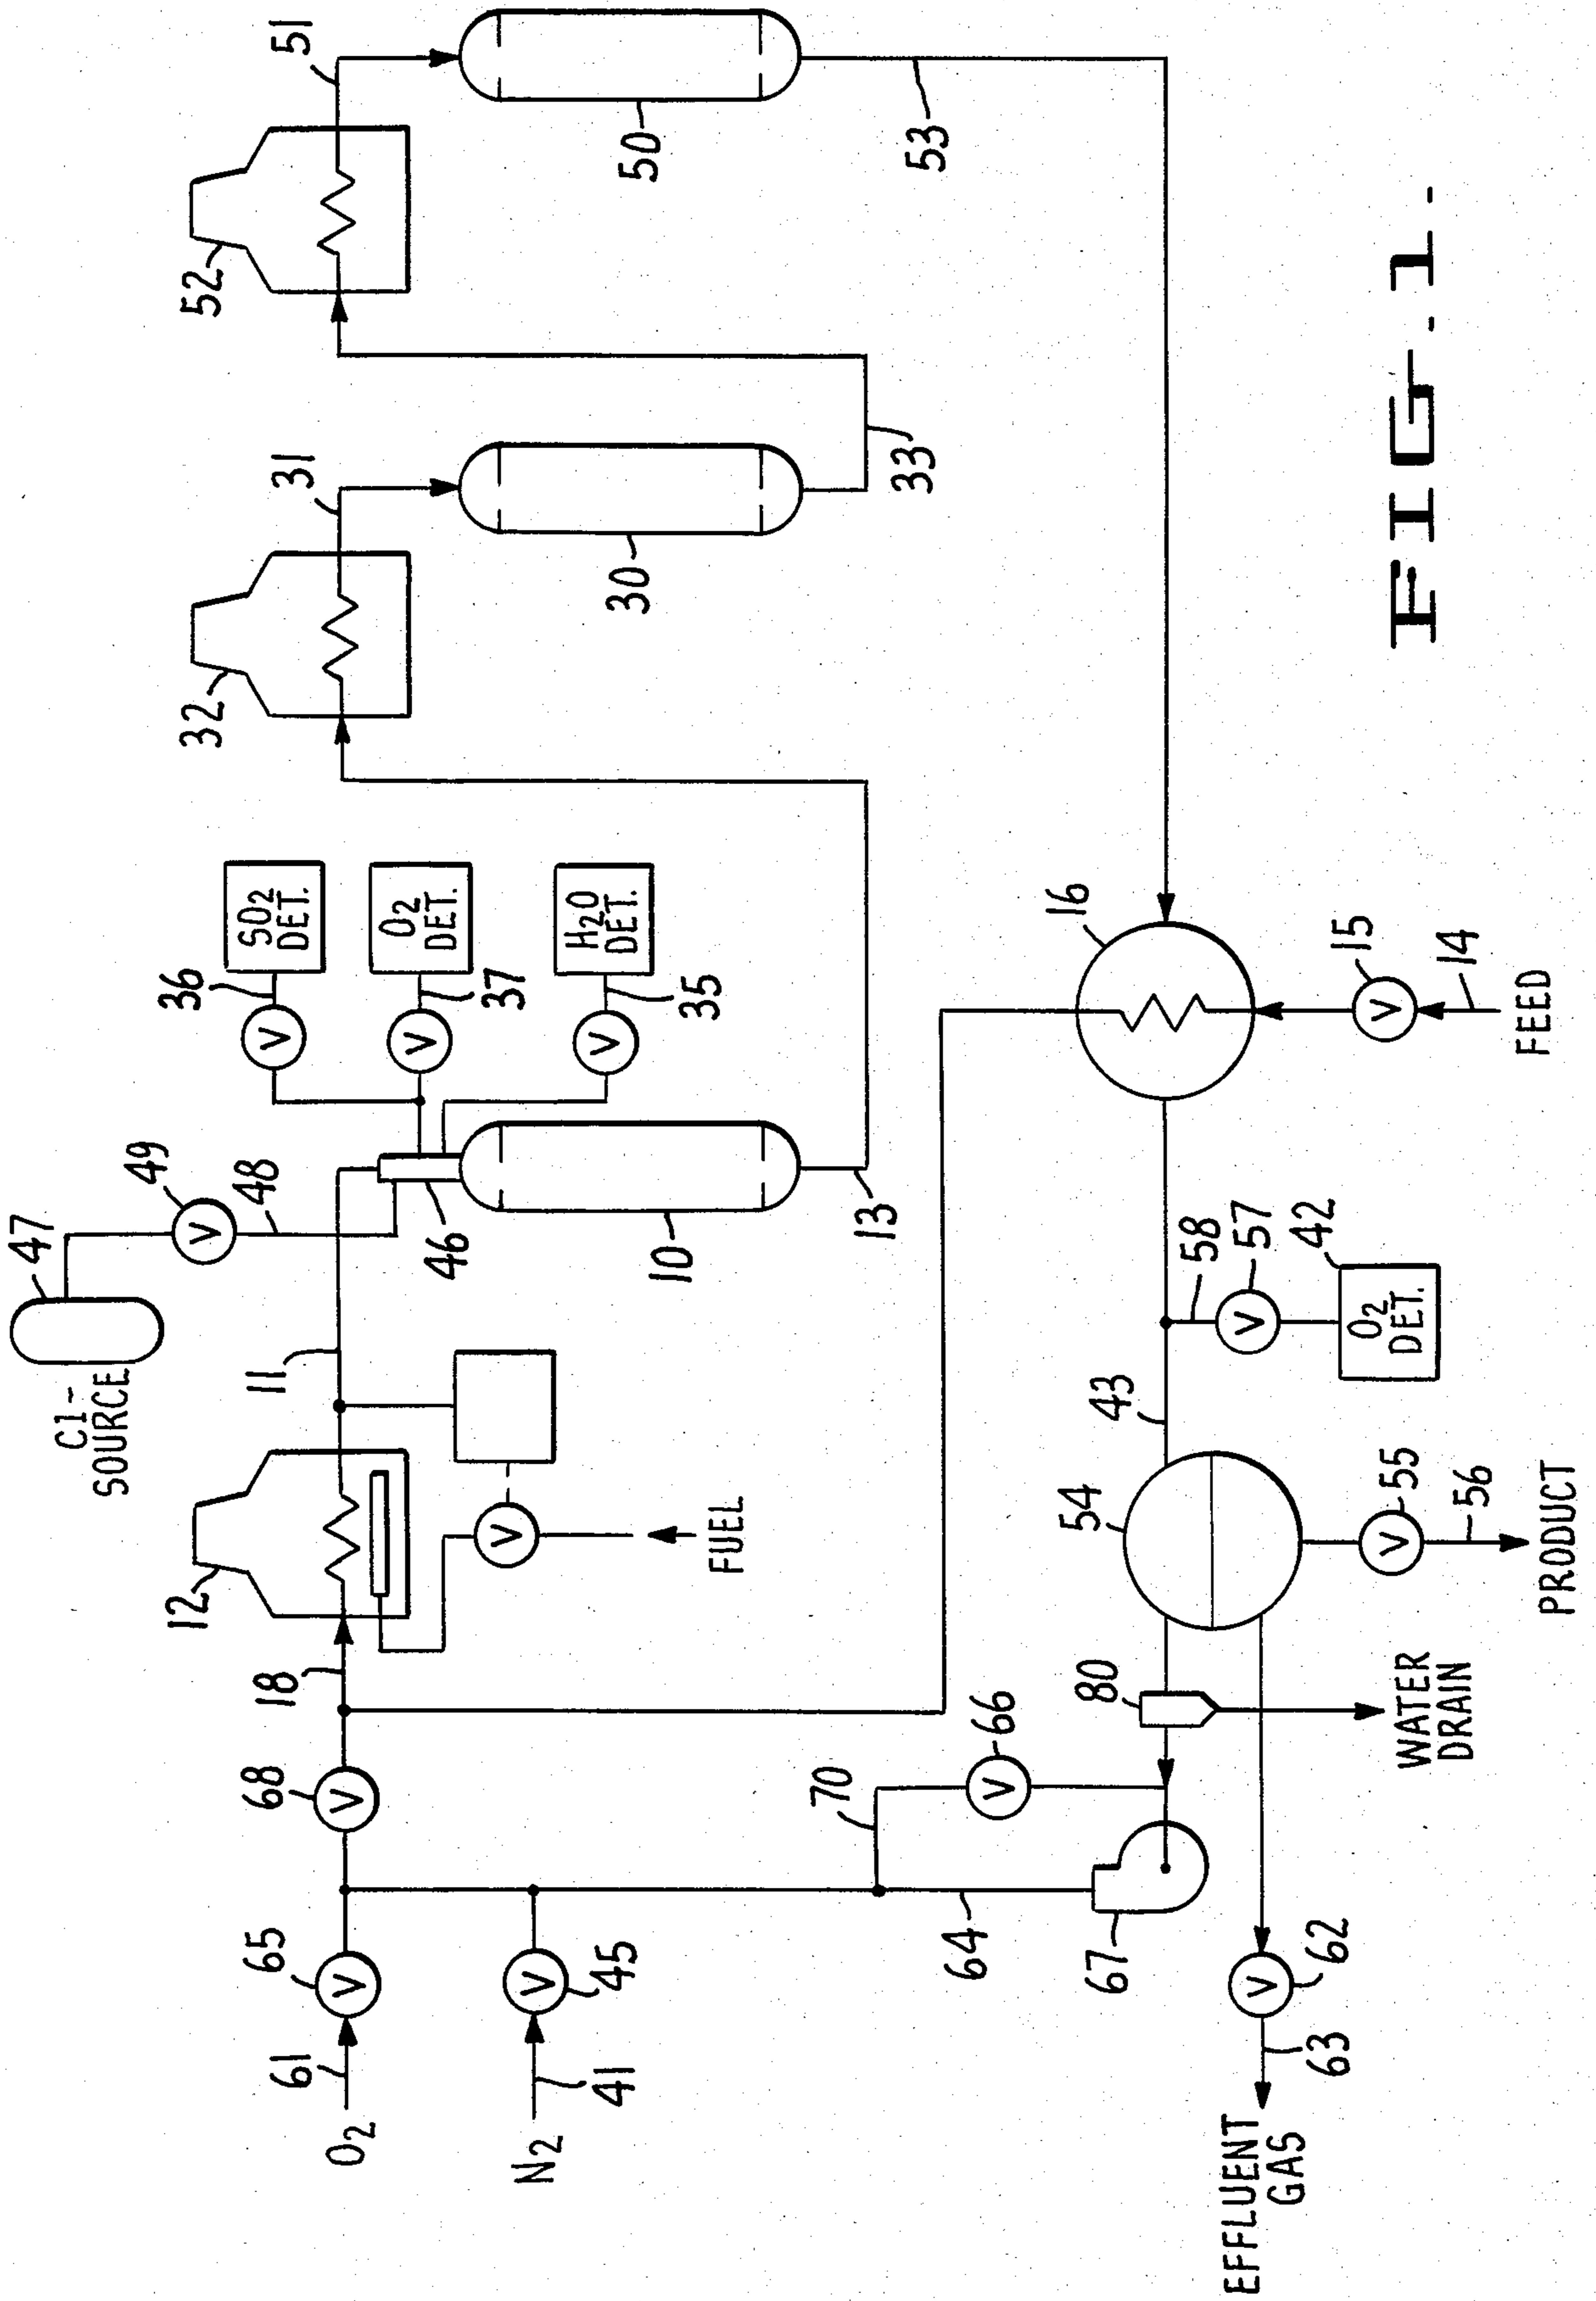 51
52
50
53
31
32
30
33
SO2
DET.
O2
DET.
H2O
DET.
36
37
35
16
15
14
FEED
49
48
47
46
10
13
Cl-
SOURCE
11
12
18
FUEL
58
57
42
O2
DET.
43
54
55
56
PRODUCT
80
WATER
DRAIN
68
66
70
65
64
67
45
62
63
61
41
O2
N2
EFFLUENT
GAS
V
V
V
V
V
V
V
V
V
V
V
V
V
FIG. 1.